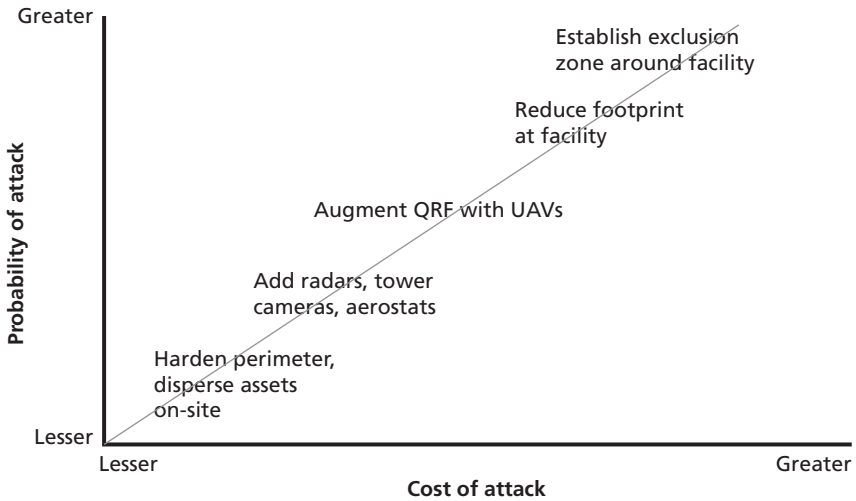 Greater
Establish exclusion
zone around facility
Reduce footprint
at facility
Augment QRF with UAVs
Add radars, tower
cameras, aerostats
Harden perimeter,
disperse assets
on-site
Probability of attack
Lesser
Lesser
Greater
Cost of attack